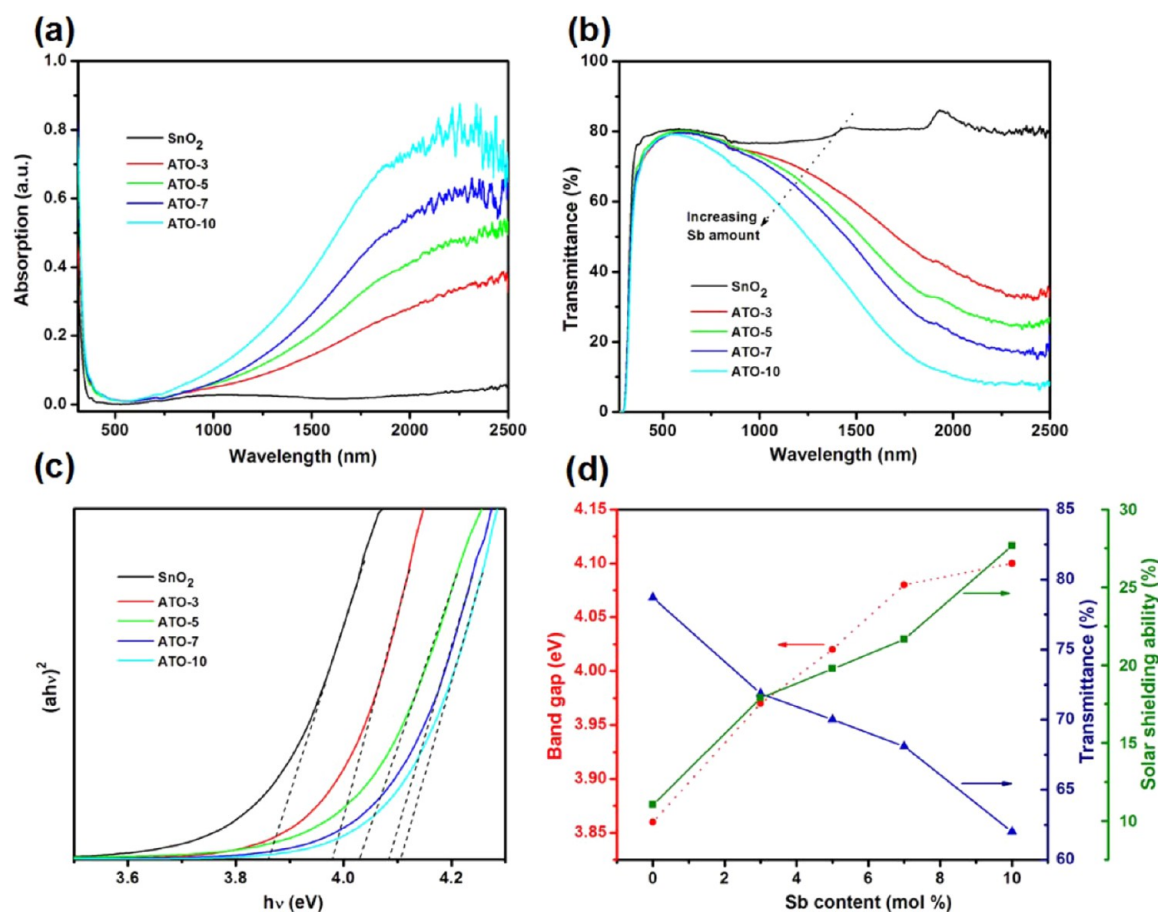 (a)
1.0
0.8
0.6
0.4
0.2
0.0
Absorption (a.u.)
SnO₂
ATO-3
ATO-5
ATO-7
ATO-10
500 1000 1500 2000 2500
Wavelength (nm)
(b)
100
80
60
40
20
0
Transmittance (%)
Increasing
Sb amount
SnO₂
ATO-3
ATO-5
ATO-7
ATO-10
500 1000 1500 2000 2500
Wavelength (nm)
(c)
(ahν)²
SnO₂
ATO-3
ATO-5
ATO-7
ATO-10
3.6 3.8 4.0 4.2
hν (eV)
(d)
4.15
4.10
4.05
4.00
3.95
3.90
3.85
Band gap (eV)
85
80
75
70
65
60
Transmittance (%)
30
25
20
15
10
Solar shielding ability (%)
0 2 4 6 8 10
Sb content (mol %)